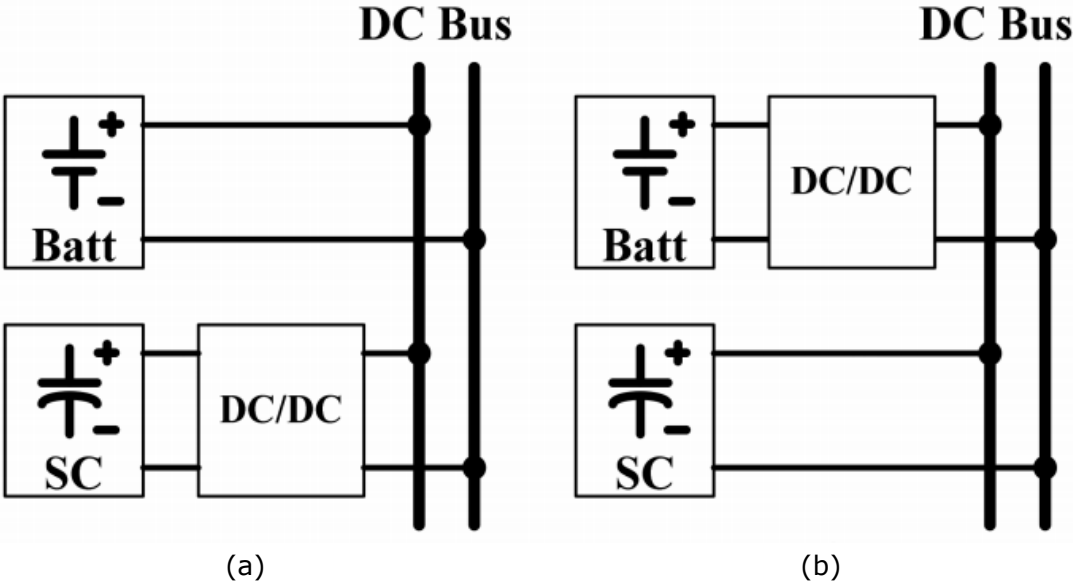 DC Bus
+
−
Batt
+
−
SC
DC/DC
(a)
DC Bus
+
−
Batt
DC/DC
+
−
SC
(b)